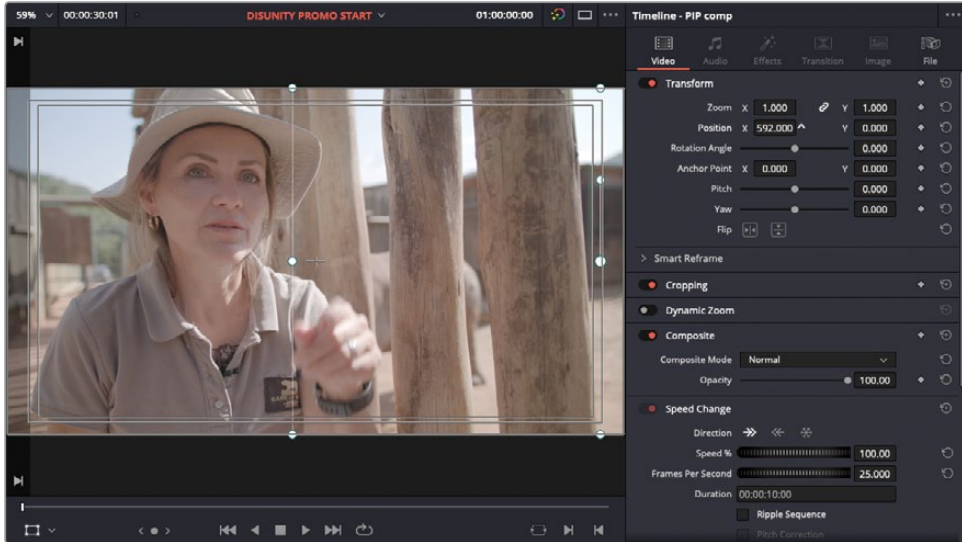 59% 00:00:30:01 DISUNITY PROMO START 01:00:00:00
Timeline - PIP comp
Video Audio Effects Transition Image File
Transform
Zoom X 1.000 Y 1.000
Position X 592.000 Y 0.000
Rotation Angle 0.000
Anchor Point X 0.000 Y 0.000
Pitch 0.000
Yaw 0.000
Flip
Smart Reframe
Cropping
Dynamic Zoom
Composite
Composite Mode Normal
Opacity 100.00
Speed Change
Direction
Speed % 100.00
Frames Per Second 25.000
Duration 00:00:10:00
Ripple Sequence
Pitch Correction